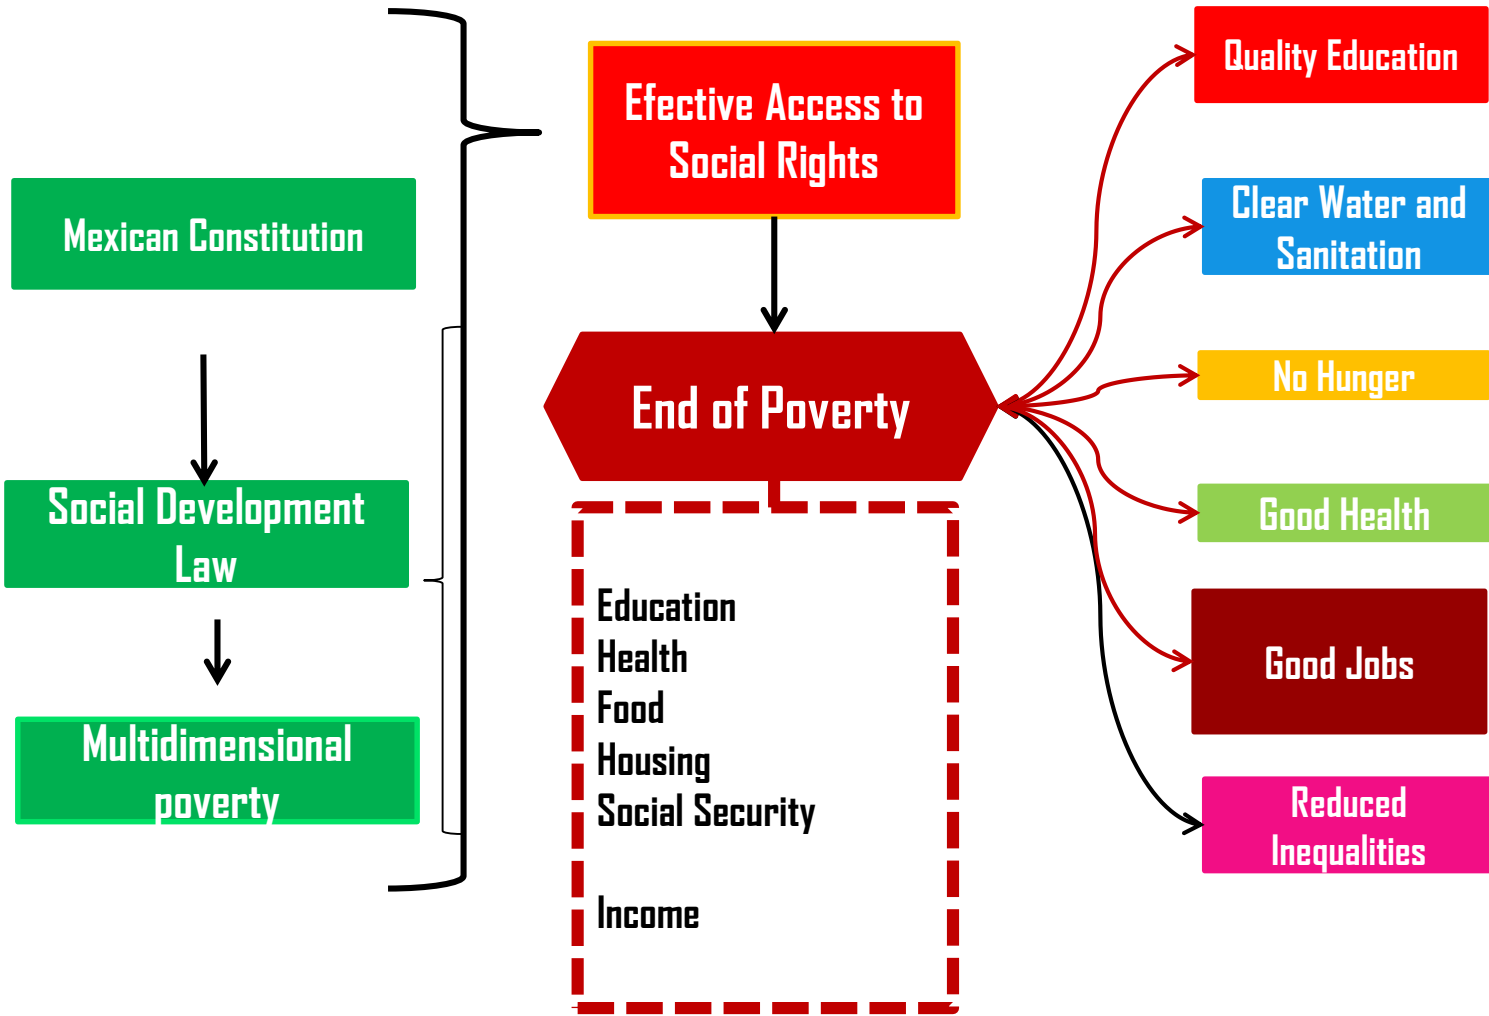 Mexican Constitution
Social Development
Law
Multidimensional
poverty
Efective Access to
Social Rights
End of Poverty
Education
Health
Food
Housing
Social Security
Income
Quality Education
Clear Water and
Sanitation
No Hunger
Good Health
Good Jobs
Reduced
Inequalities